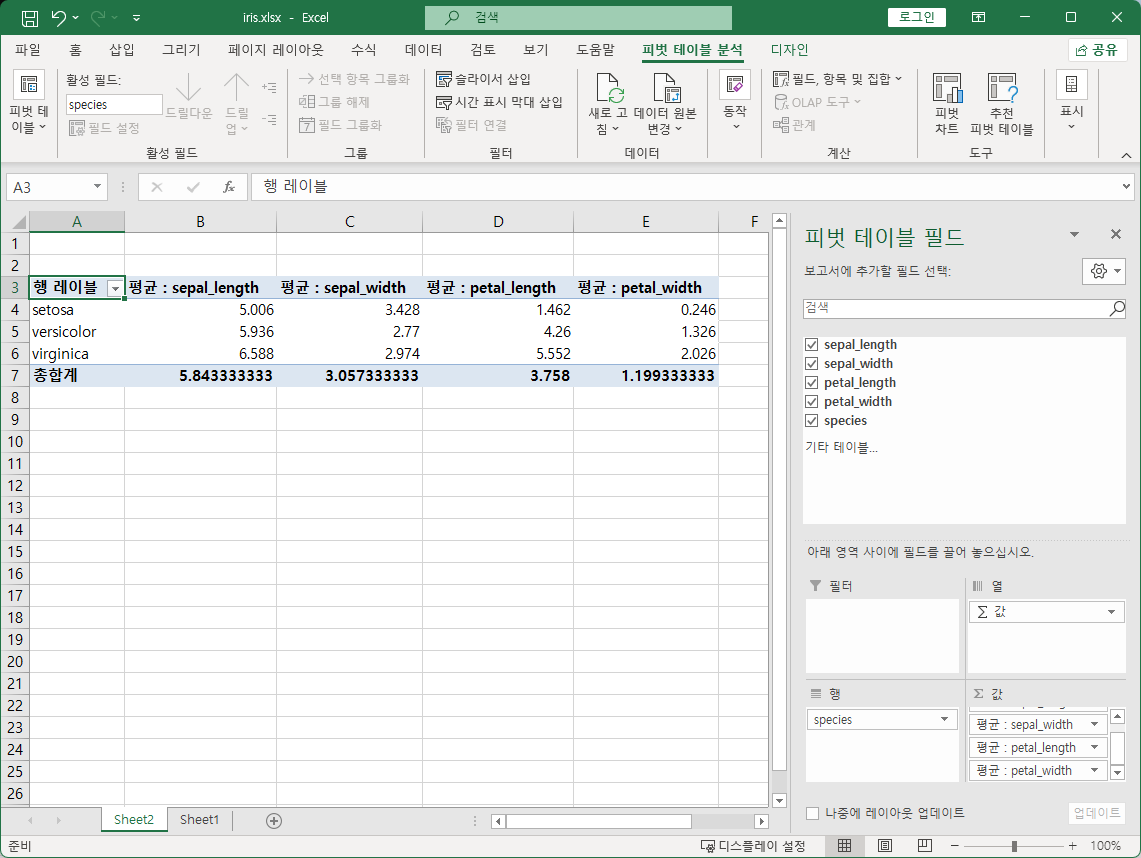 iris.xlsx - Excel
검색
로그인
파일 홈 삽입 그리기 페이지 레이아웃 수식 데이터 검토 보기 도움말 피벗 테이블 분석 디자인 공유
피벗 테
이블
활성 필드:
species
필드 설정
드릴다운
드릴
업
활성 필드
선택 항목 그룹화
그룹 해제
필드 그룹화
그룹
슬라이서 삽입
시간 표시 막대 삽입
필터 연결
필터
새로 고
침
데이터 원본
변경
데이터
동작
필드, 항목 및 집합
OLAP 도구
관계
계산
피벗
차트
추천
피벗 테이블
도구
표시
A3
fx
행 레이블
A B C D E F
1
2
3 행 레이블 평균 : sepal_length 평균 : sepal_width 평균 : petal_length 평균 : petal_width
4 setosa 5.006 3.428 1.462 0.246
5 versicolor 5.936 2.77 4.26 1.326
6 virginica 6.588 2.974 5.552 2.026
7 총합계 5.843333333 3.057333333 3.758 1.199333333
8
9
10
11
12
13
14
15
16
17
18
19
20
21
22
23
24
25
26
피벗 테이블 필드
보고서에 추가할 필드 선택:
검색
sepal_length
sepal_width
petal_length
petal_width
species
기타 테이블...
아래 영역 사이에 필드를 끌어 놓으십시오.
필터
열
Σ 값
행
species
Σ 값
평균 : sepal_width
평균 : petal_length
평균 : petal_width
나중에 레이아웃 업데이트
업데이트
Sheet2 Sheet1
준비
디스플레이 설정
100%